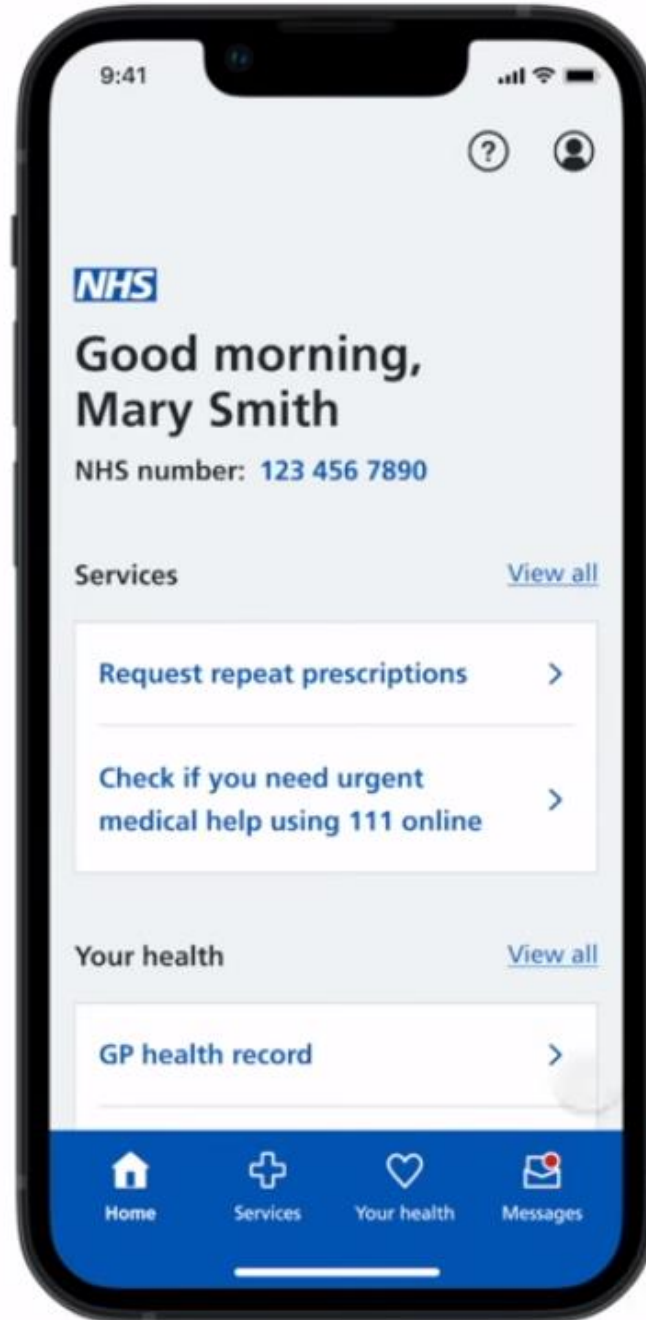 9:41
NHS
Good morning,
Mary Smith
NHS number: 123 456 7890
Services View all
Request repeat prescriptions
Check if you need urgent
medical help using 111 online
Your health View all
GP health record
Home Services Your health Messages